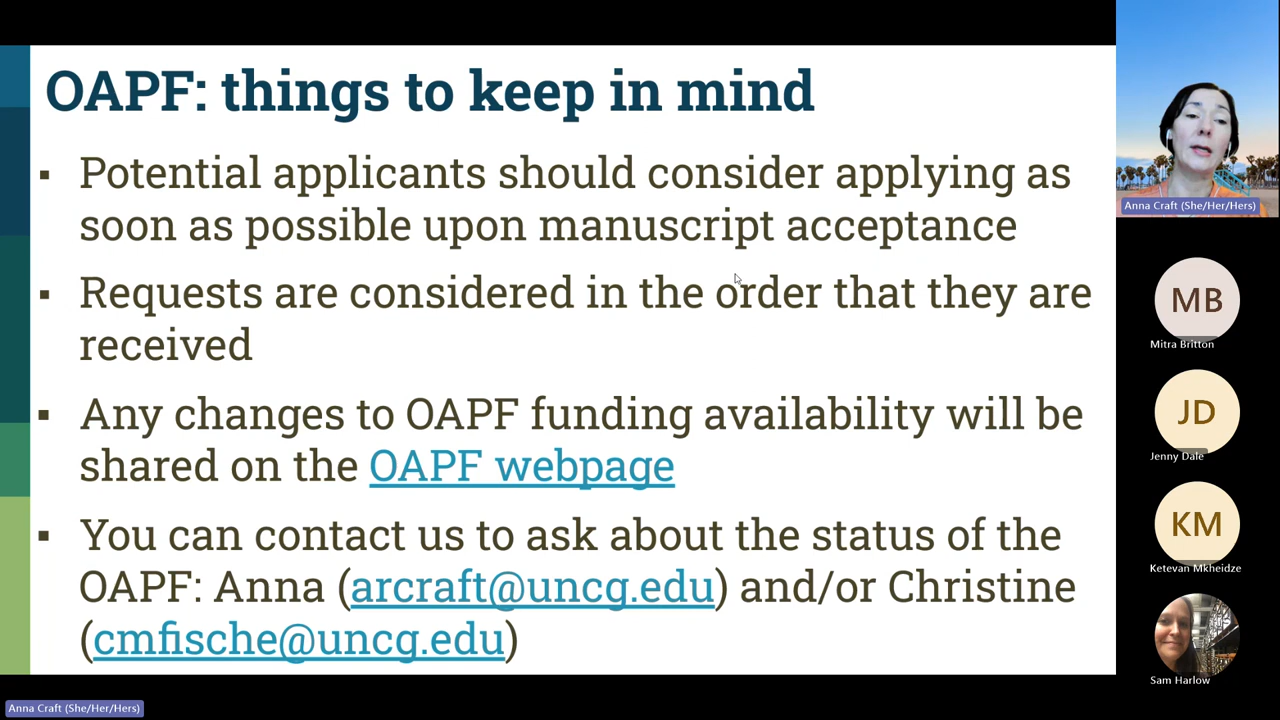 OAPF: things to keep in mind
▪ Potential applicants should consider applying as
soon as possible upon manuscript acceptance
▪ Requests are considered in the order that they are
received
▪ Any changes to OAPF funding availability will be
shared on the OAPF webpage
▪ You can contact us to ask about the status of the
OAPF: Anna (arcraft@uncg.edu) and/or Christine
(cmfische@uncg.edu)
Anna Craft (She/Her/Hers)
MB
Mitra Britton
JD
Jenny Dale
KM
Ketevan Mkheidze
Sam Harlow
Anna Craft (She/Her/Hers)